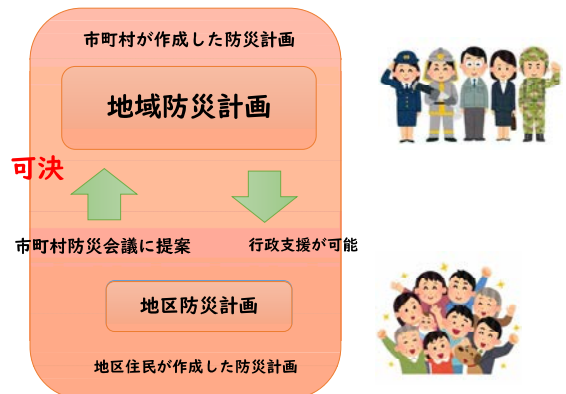 市町村が作成した防災計画
地域防災計画
可決
市町村防災会議に提案
行政支援が可能
地区防災計画
地区住民が作成した防災計画